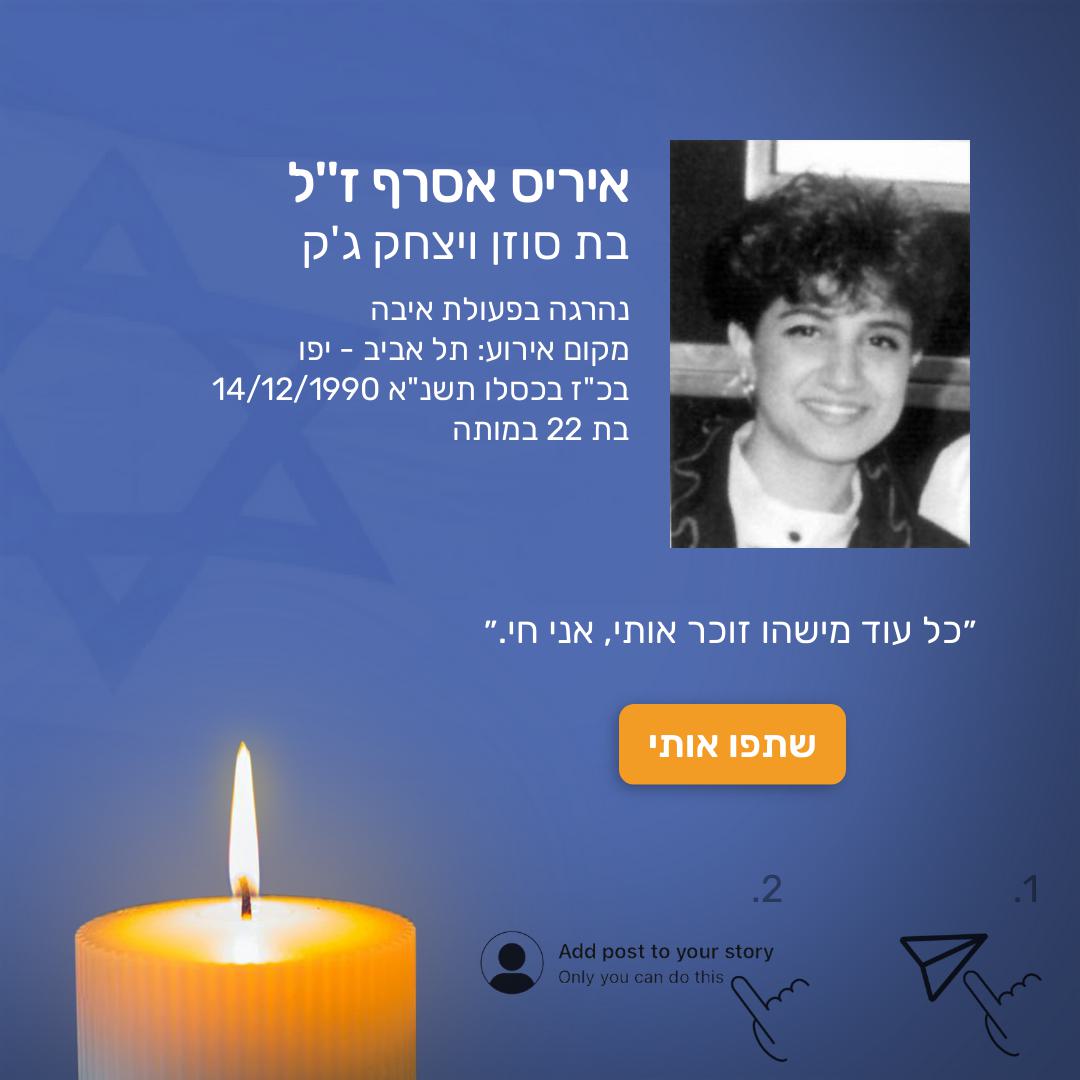 איריס אסרף ז"ל
בת סוזן ויצחק ג'ק
נהרגה בפעולת איבה
מקום אירוע: תל אביב - יפו
בכ"ז בכסלו תשנ"א 14/12/1990
בת 22 במותה
״כל עוד מישהו זוכר אותי, אני חי.״
שתפו אותי
.1
.2
Add post to your story
Only you can do this